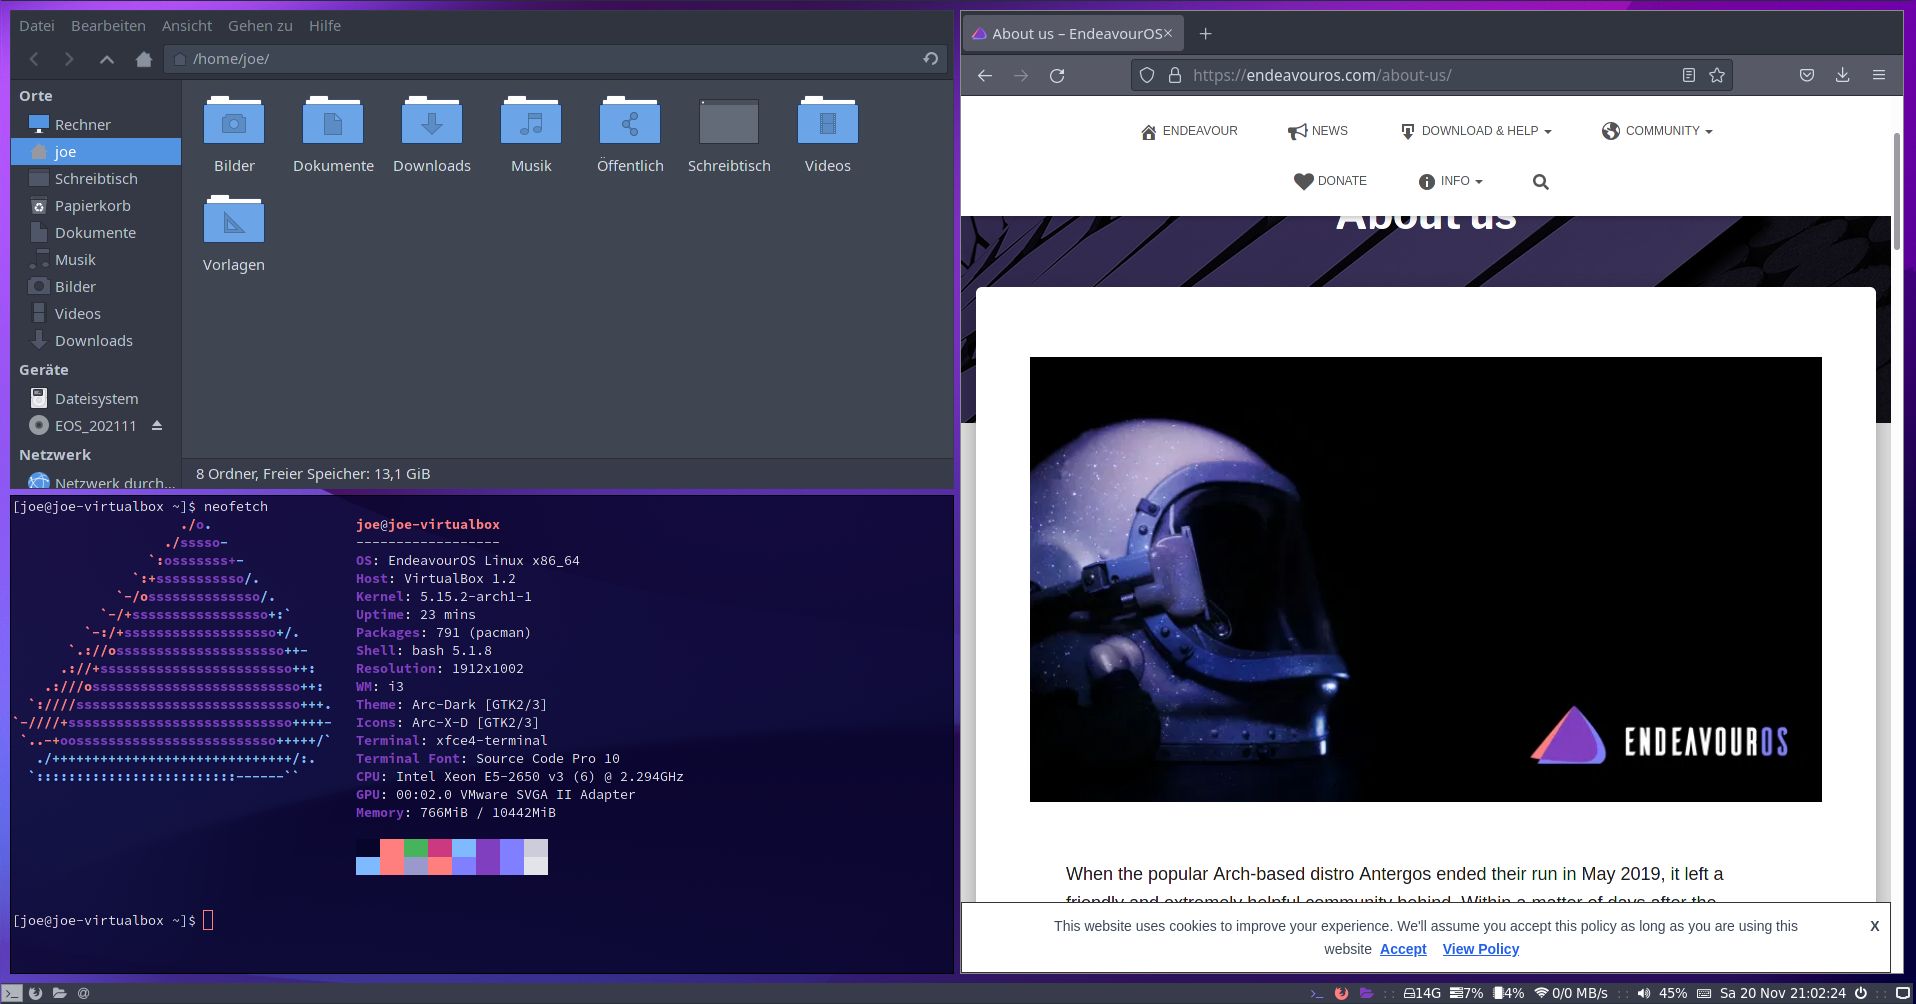 Datei Bearbeiten Ansicht Gehen zu Hilfe
/home/joe/
Orte
Rechner
joe
Schreibtisch
Papierkorb
Dokumente
Musik
Bilder
Videos
Downloads
Geräte
Dateisystem
EOS_202111
Netzwerk
Netzwerk durch...
Bilder Dokumente Downloads Musik Öffentlich Schreibtisch Videos
Vorlagen
8 Ordner, Freier Speicher: 13,1 GiB
[joe@joe-virtualbox ~]$ neofetch
joe@joe-virtualbox
------------------
OS: EndeavourOS Linux x86_64
Host: VirtualBox 1.2
Kernel: 5.15.2-arch1-1
Uptime: 23 mins
Packages: 791 (pacman)
Shell: bash 5.1.8
Resolution: 1912x1002
WM: i3
Theme: Arc-Dark [GTK2/3]
Icons: Arc-X-D [GTK2/3]
Terminal: xfce4-terminal
Terminal Font: Source Code Pro 10
CPU: Intel Xeon E5-2650 v3 (6) @ 2.294GHz
GPU: 00:02.0 VMware SVGA II Adapter
Memory: 766MiB / 10442MiB
[joe@joe-virtualbox ~]$
About us – EndeavourOS
https://endeavouros.com/about-us/
ENDEAVOUR NEWS DOWNLOAD & HELP COMMUNITY
DONATE INFO
About us
ENDEAVOUROS
When the popular Arch-based distro Antergos ended their run in May 2019, it left a
friendly and extremely helpful community behind. Within a matter of days after the
This website uses cookies to improve your experience. We'll assume you accept this policy as long as you are using this
website Accept View Policy
X
14G 7% 4% 0/0 MB/s 45% Sa 20 Nov 21:02:24